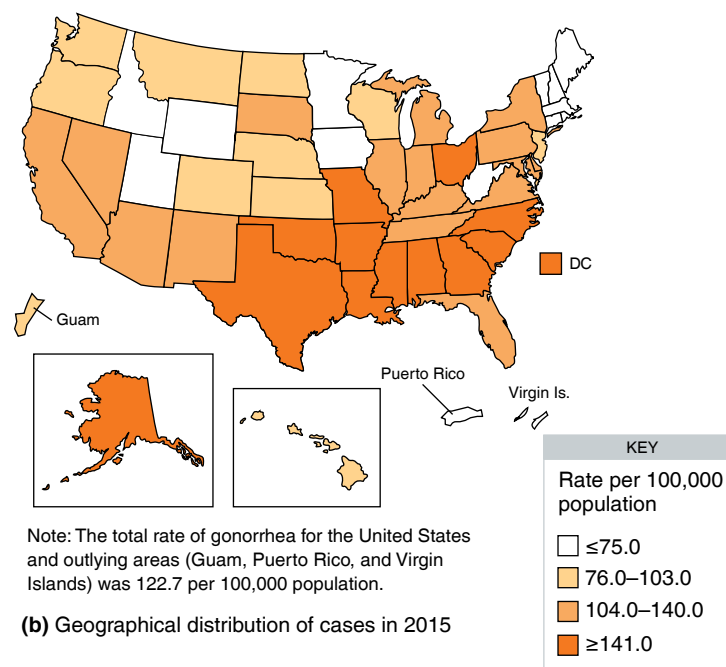 DC
Guam
Puerto Rico
Virgin Is.
KEY
Rate per 100,000
population
≤75.0
76.0–103.0
104.0–140.0
≥141.0
Note: The total rate of gonorrhea for the United States
and outlying areas (Guam, Puerto Rico, and Virgin
Islands) was 122.7 per 100,000 population.
(b) Geographical distribution of cases in 2015